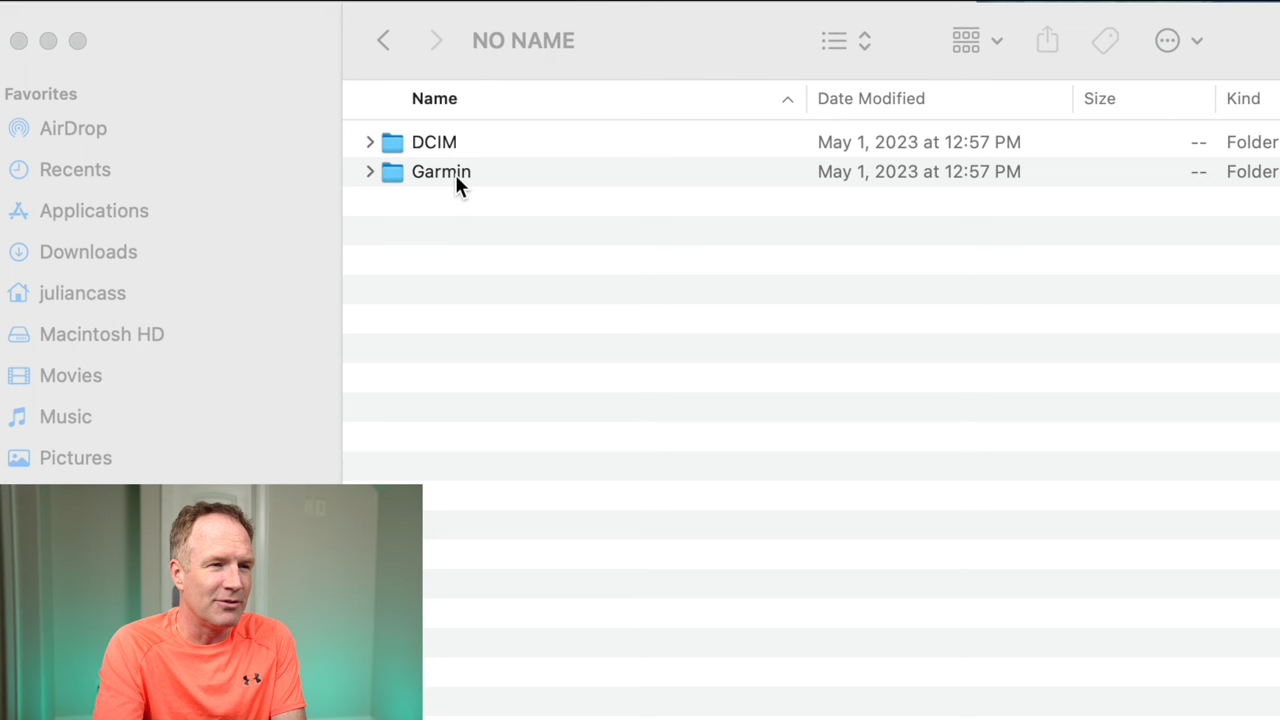 NO NAME
Favorites
AirDrop
Recents
Applications
Downloads
juliancass
Macintosh HD
Movies
Music
Pictures
Name Date Modified Size Kind
DCIM May 1, 2023 at 12:57 PM -- Folder
Garmin May 1, 2023 at 12:57 PM -- Folder